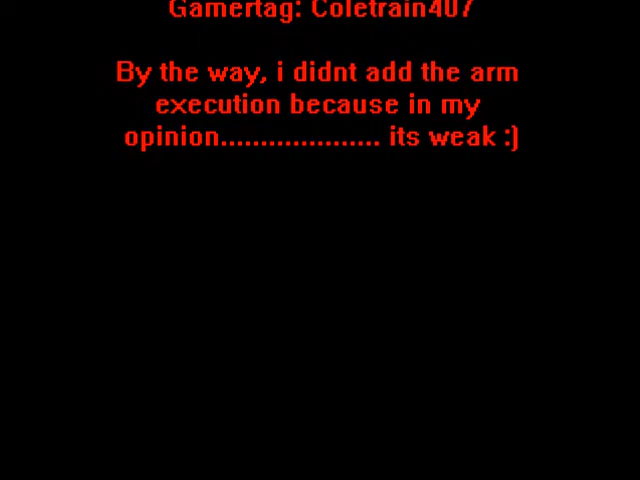 Gamertag: Coletrain407
By the way, i didnt add the arm
execution because in my
opinion.................... its weak :)